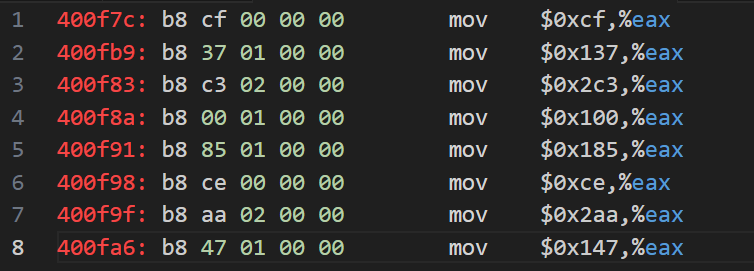 1 400f7c: b8 cf 00 00 00 mov $0xcf,%eax
2 400fb9: b8 37 01 00 00 mov $0x137,%eax
3 400f83: b8 c3 02 00 00 mov $0x2c3,%eax
4 400f8a: b8 00 01 00 00 mov $0x100,%eax
5 400f91: b8 85 01 00 00 mov $0x185,%eax
6 400f98: b8 ce 00 00 00 mov $0xce,%eax
7 400f9f: b8 aa 02 00 00 mov $0x2aa,%eax
8 400fa6: b8 47 01 00 00 mov $0x147,%eax